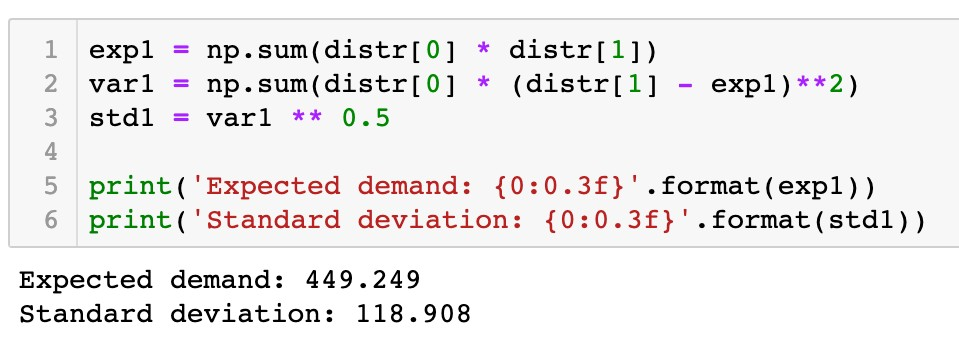 1 exp1 = np.sum(distr[0] * distr[1])
2 var1 = np.sum(distr[0] * (distr[1] - exp1)**2)
3 std1 = var1 ** 0.5
4
5 print('Expected demand: {0:0.3f}'.format(exp1))
6 print('Standard deviation: {0:0.3f}'.format(std1))
Expected demand: 449.249
Standard deviation: 118.908